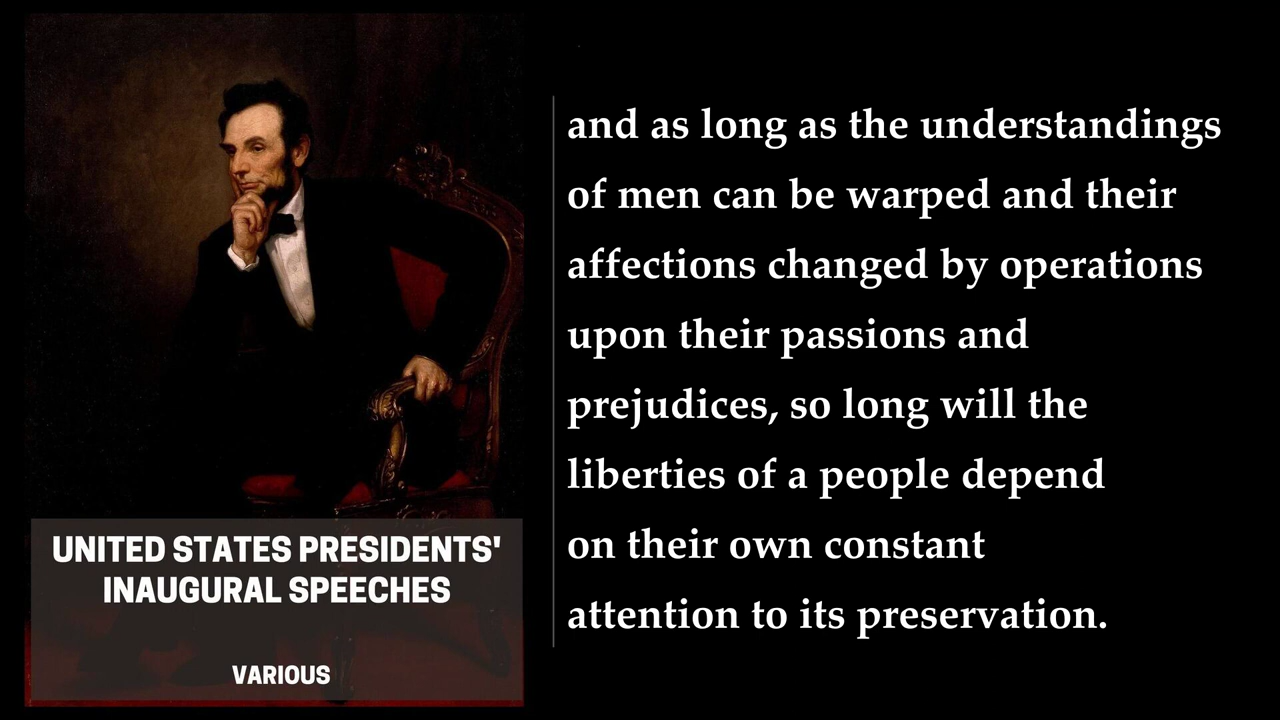 UNITED STATES PRESIDENTS'
INAUGURAL SPEECHES
VARIOUS
and as long as the understandings
of men can be warped and their
affections changed by operations
upon their passions and
prejudices, so long will the
liberties of a people depend
on their own constant
attention to its preservation.